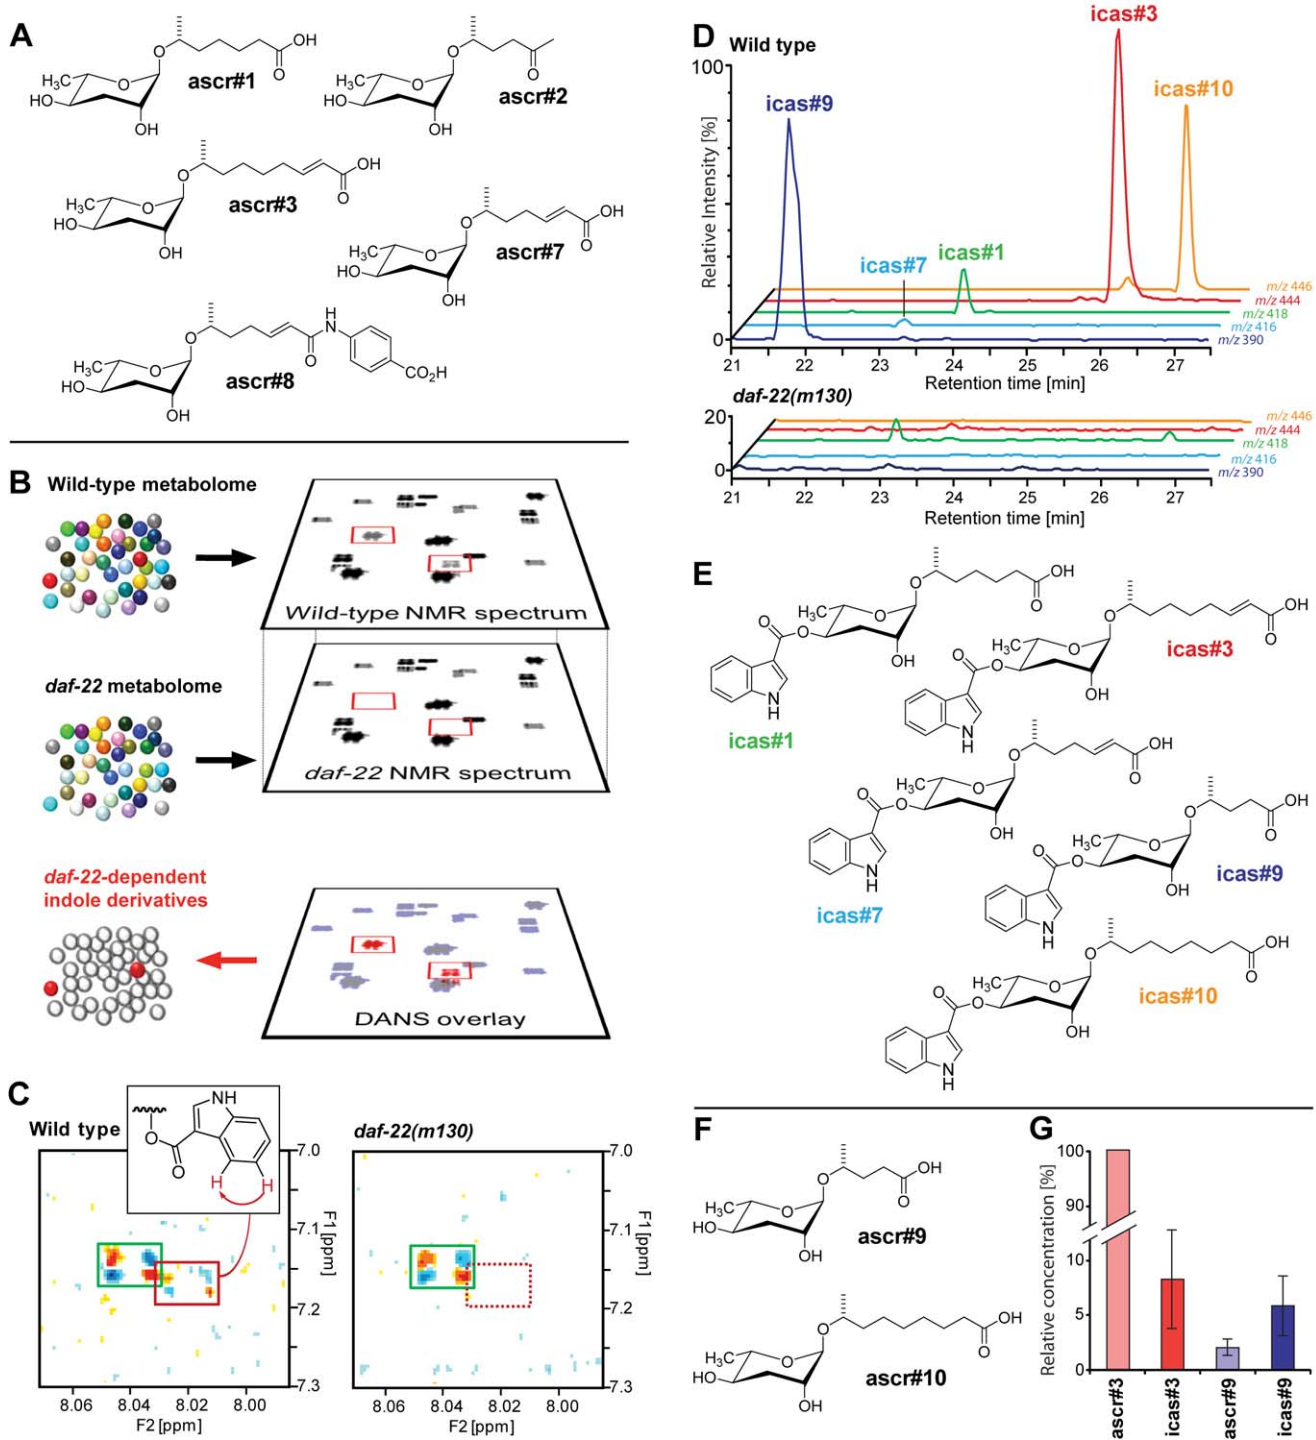 A
ascr#1
H₃C
HO
OH
O
O
OH
O
ascr#2
H₃C
HO
OH
O
O
O
ascr#3
H₃C
HO
OH
O
O
OH
O
ascr#7
H₃C
HO
OH
O
O
OH
O
ascr#8
H₃C
HO
OH
O
O
O
H
N
CO₂H
B
Wild-type metabolome
Wild-type NMR spectrum
daf-22 metabolome
daf-22 NMR spectrum
daf-22-dependent
indole derivatives
DANS overlay
C
Wild type
NH
O
O
H
H
7.0
7.1
7.2
7.3
F1 [ppm]
8.06
8.04
8.02
8.00
F2 [ppm]
daf-22(m130)
7.0
7.1
7.2
7.3
F1 [ppm]
8.06
8.04
8.02
8.00
F2 [ppm]
D
Wild type
icas#3
icas#10
icas#9
icas#7
icas#1
100
0
Relative Intensity [%]
m/z 446
m/z 444
m/z 418
m/z 416
m/z 390
21 22 23 24 25 26 27
Retention time [min]
daf-22(m130)
20
0
m/z 446
m/z 444
m/z 418
m/z 416
m/z 390
21 22 23 24 25 26 27
Retention time [min]
E
icas#1
H₃C
O
O
O
O
OH
O
OH
N
H
icas#3
H₃C
O
O
O
O
OH
O
OH
N
H
icas#7
H₃C
O
O
O
O
OH
O
OH
N
H
icas#9
H₃C
O
O
O
O
OH
O
OH
N
H
icas#10
H₃C
O
O
O
O
OH
O
OH
N
H
F
ascr#9
H₃C
HO
OH
O
O
OH
O
ascr#10
H₃C
HO
OH
O
O
OH
O
G
Relative concentration [%]
100
90
10
5
0
ascr#3
icas#3
ascr#9
icas#9